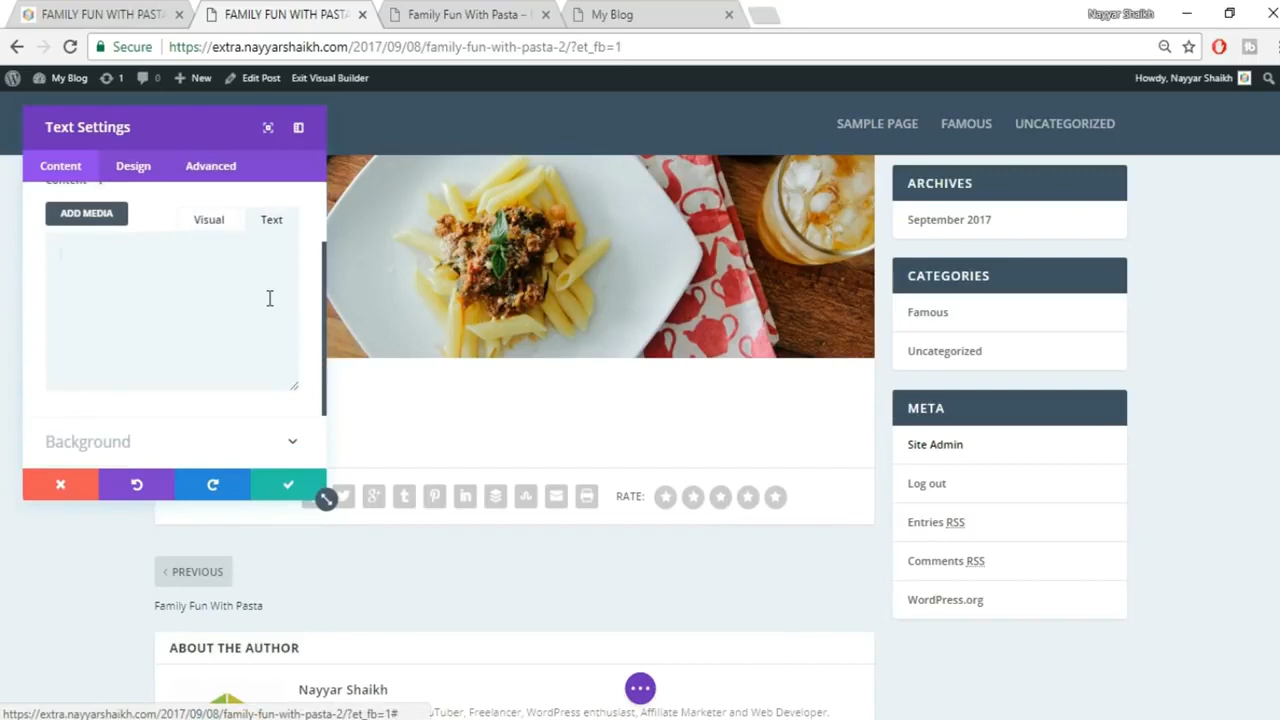 FAMILY FUN WITH PASTA
FAMILY FUN WITH PASTA
Family Fun With Pasta –
My Blog
Nayyar Shaikh
Secure
https://extra.nayyarshaikh.com/2017/09/08/family-fun-with-pasta-2/?et_fb=1
My Blog
1
0
New
Edit Post
Exit Visual Builder
Howdy, Nayyar Shaikh
Text Settings
Content
Design
Advanced
SAMPLE PAGE
FAMOUS
UNCATEGORIZED
ADD MEDIA
Visual
Text
Background
ARCHIVES
September 2017
CATEGORIES
Famous
Uncategorized
META
Site Admin
Log out
Entries RSS
Comments RSS
WordPress.org
RATE:
‹ PREVIOUS
Family Fun With Pasta
ABOUT THE AUTHOR
Nayyar Shaikh
Tuber, Freelancer, WordPress enthusiast, Affiliate Marketer and Web Developer.
https://extra.nayyarshaikh.com/2017/09/08/family-fun-with-pasta-2/?et_fb=1#